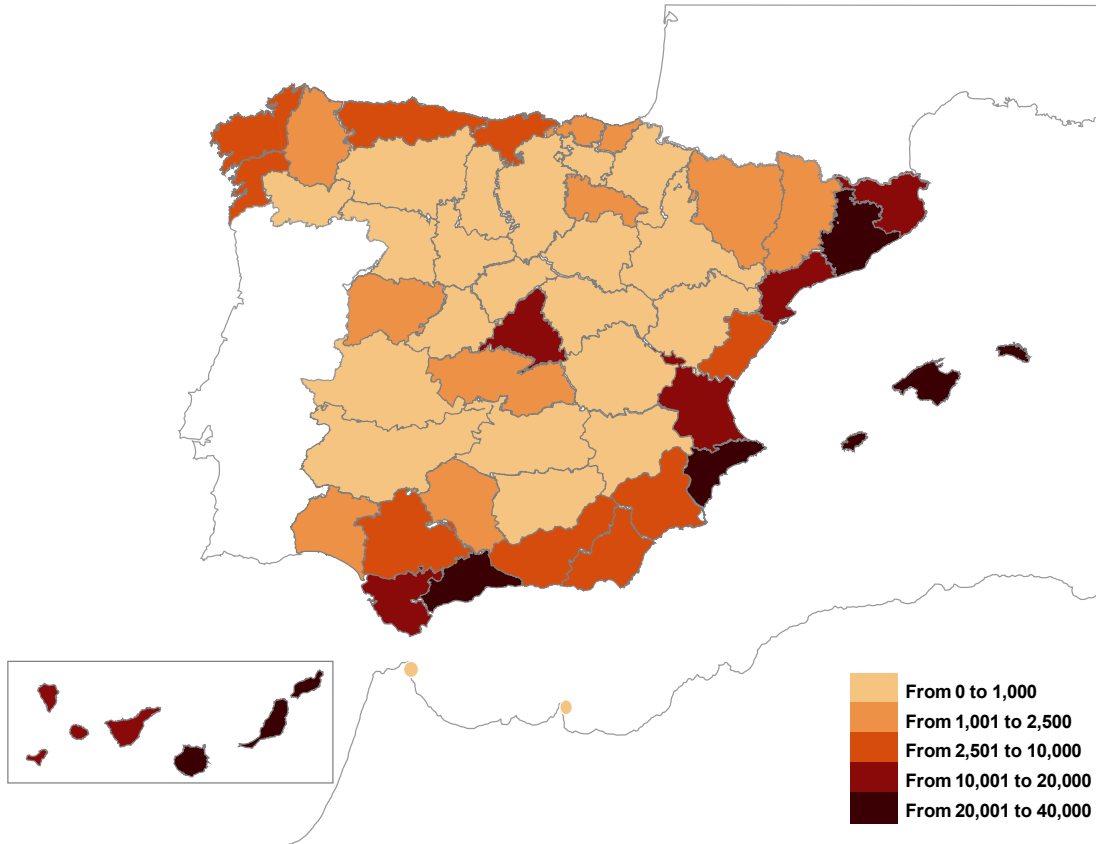 From 0 to 1,000
From 1,001 to 2,500
From 2,501 to 10,000
From 10,001 to 20,000
From 20,001 to 40,000